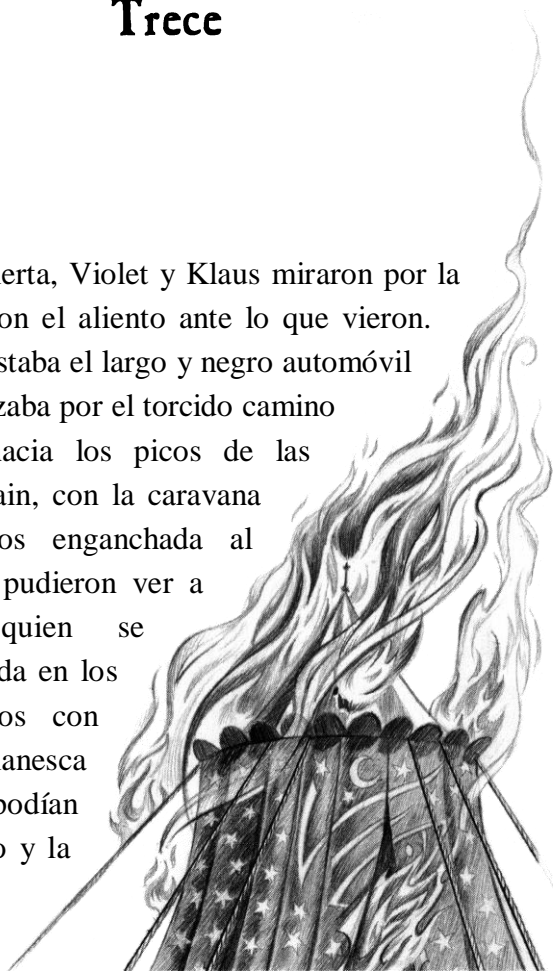 Trece
erta, Violet y Klaus miraron por la
on el aliento ante lo que vieron.
staba el largo y negro automóvil
zaba por el torcido camino
acia los picos de las
ain, con la caravana
os enganchada al
pudieron ver a
quien se
da en los
os con
anesca
podían
o y la